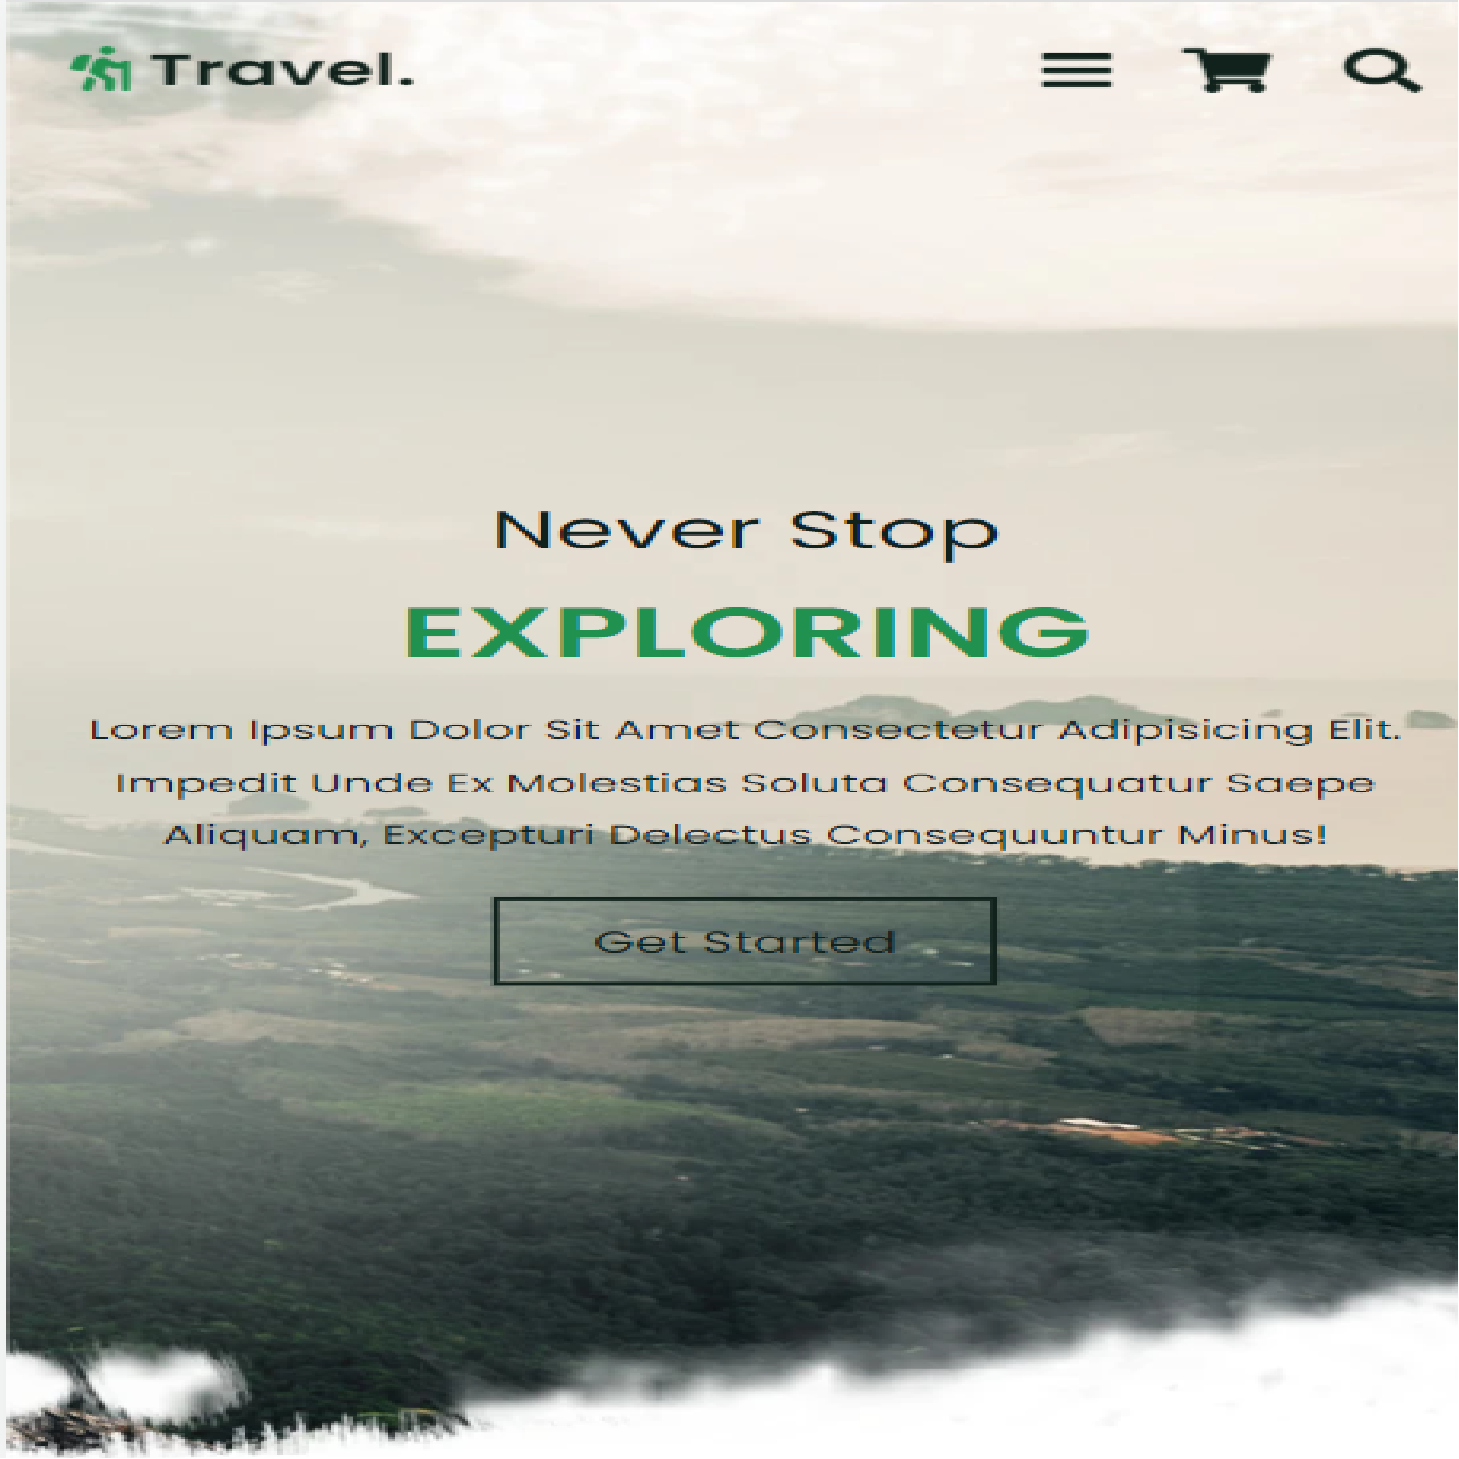 Travel.
Never Stop
EXPLORING
Lorem Ipsum Dolor Sit Amet Consectetur Adipisicing Elit.
Impedit Unde Ex Molestias Soluta Consequatur Saepe
Aliquam, Excepturi Delectus Consequuntur Minus!
Get Started